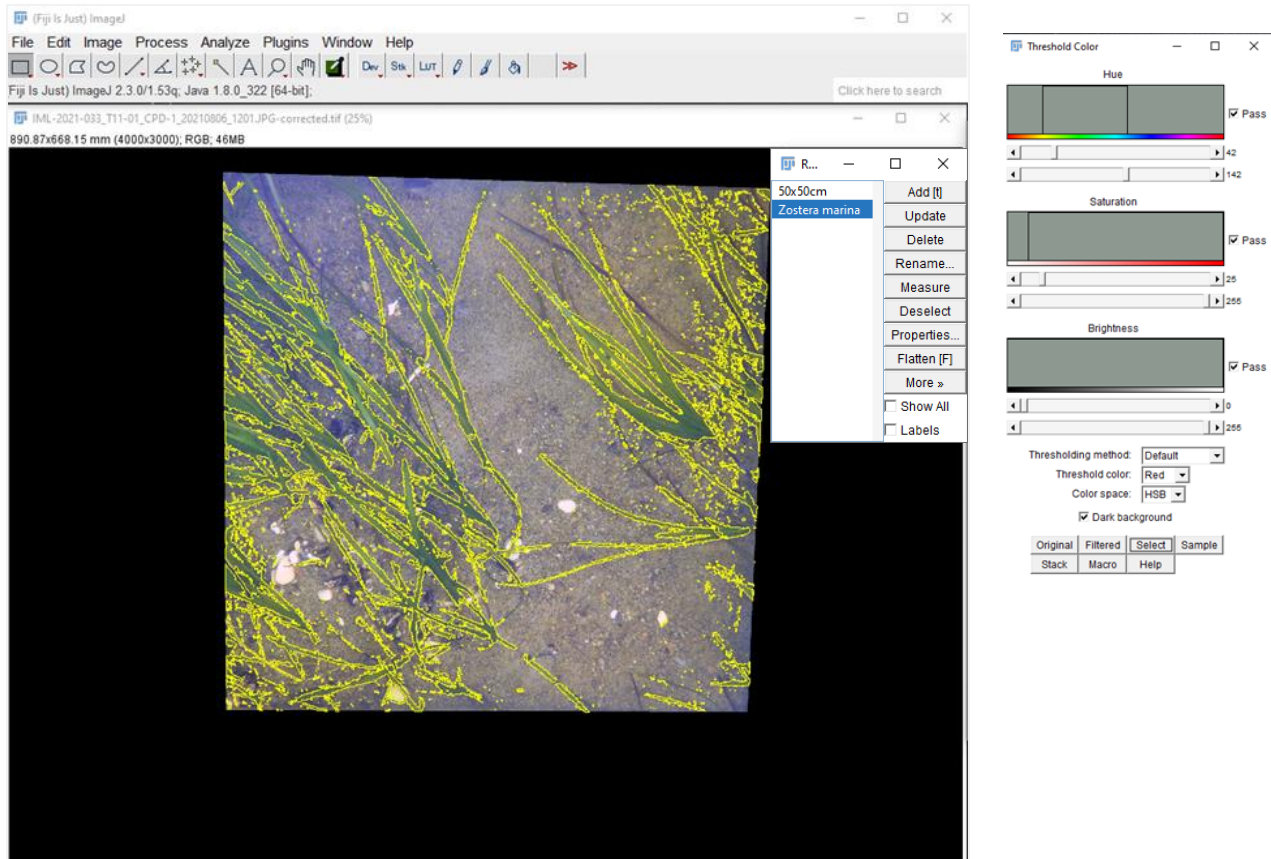 (Fiji Is Just) ImageJ
File Edit Image Process Analyze Plugins Window Help
Dev Stk LUT
Fiji Is Just) ImageJ 2.3.0/1.53q; Java 1.8.0_322 [64-bit];
Click here to search
IML-2021-033_T11-01_CPD-1_20210806_1201.JPG-corrected.tif (25%)
890.87x668.15 mm (4000x3000); RGB; 46MB
R...
50x50cm
Zostera marina
Add [t]
Update
Delete
Rename...
Measure
Deselect
Properties...
Flatten [F]
More »
Show All
Labels
Threshold Color
Hue
Pass
42
142
Saturation
Pass
25
255
Brightness
Pass
0
255
Thresholding method: Default
Threshold color: Red
Color space: HSB
Dark background
Original Filtered Select Sample
Stack Macro Help